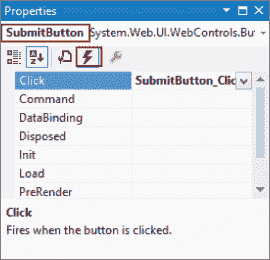 Properties
SubmitButton System.Web.UI.WebControls.Bu
Click SubmitButton_Clic
Command
DataBinding
Disposed
Init
Load
PreRender
Click
Fires when the button is clicked.